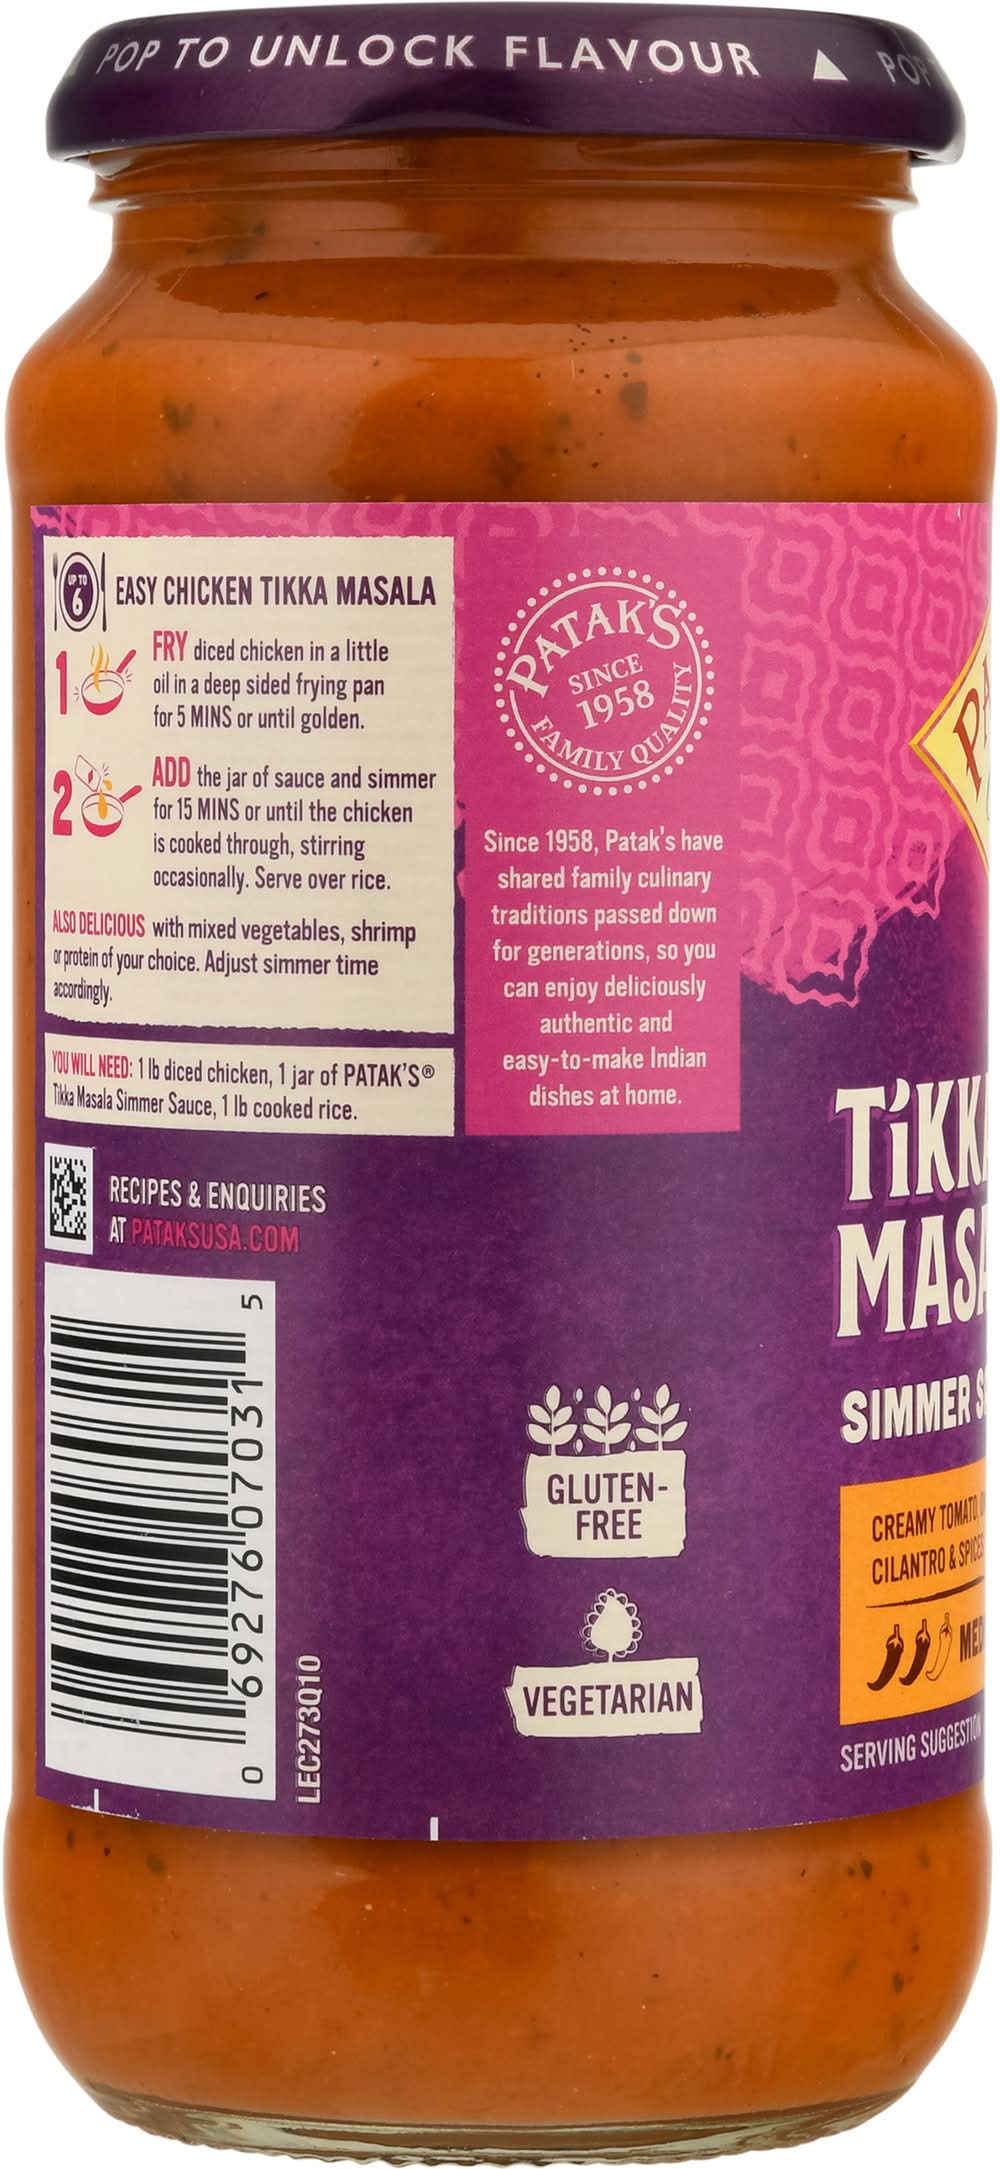 POP TO UNLOCK FLAVOUR ▲ POP
UP TO
6
EASY CHICKEN TIKKA MASALA
1
FRY diced chicken in a little
oil in a deep sided frying pan
for 5 MINS or until golden.
2
ADD the jar of sauce and simmer
for 15 MINS or until the chicken
is cooked through, stirring
occasionally. Serve over rice.
ALSO DELICIOUS with mixed vegetables, shrimp
or protein of your choice. Adjust simmer time
accordingly.
YOU WILL NEED: 1 lb diced chicken, 1 jar of PATAK'S®
Tikka Masala Simmer Sauce, 1 lb cooked rice.
RECIPES & ENQUIRIES
AT PATAKSUSA.COM
0 69276 07031 5
LEC273Q10
PATAK'S
SINCE
1958
FAMILY QUALITY
Since 1958, Patak's have
shared family culinary
traditions passed down
for generations, so you
can enjoy deliciously
authentic and
easy-to-make Indian
dishes at home.
GLUTEN-
FREE
VEGETARIAN
PA
TIKKA
MASA
SIMMER S
CREAMY TOMATO,
CILANTRO & SPICES
MED
SERVING SUGGESTION